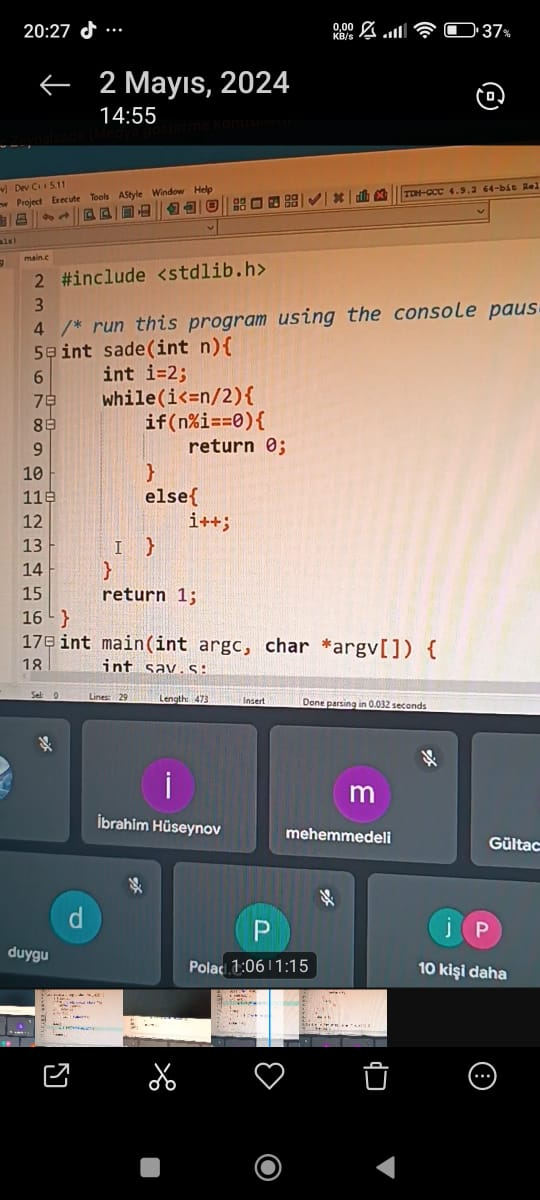 20:27 ... 0,00 KB/s 37%
2 Mayıs, 2024
14:55
Dev C++ 5.11
Project Execute Tools AStyle Window Help
TDM-GCC 4.9.2 64-bit Rel
main.c
2 #include <stdlib.h>
3
4 /* run this program using the console paus
5 int sade(int n){
6 int i=2;
7 while(i<=n/2){
8 if(n%i==0){
9 return 0;
10 }
11 else{
12 i++;
13 }
14 }
15 return 1;
16 }
17 int main(int argc, char *argv[]) {
18 int say,s;
Sel: 0 Lines: 29 Length: 473 Insert Done parsing in 0.032 seconds
i
m
İbrahim Hüseynov
mehemmedeli
Gültac
d
P
j P
duygu
Polad
1:06 | 1:15
10 kişi daha